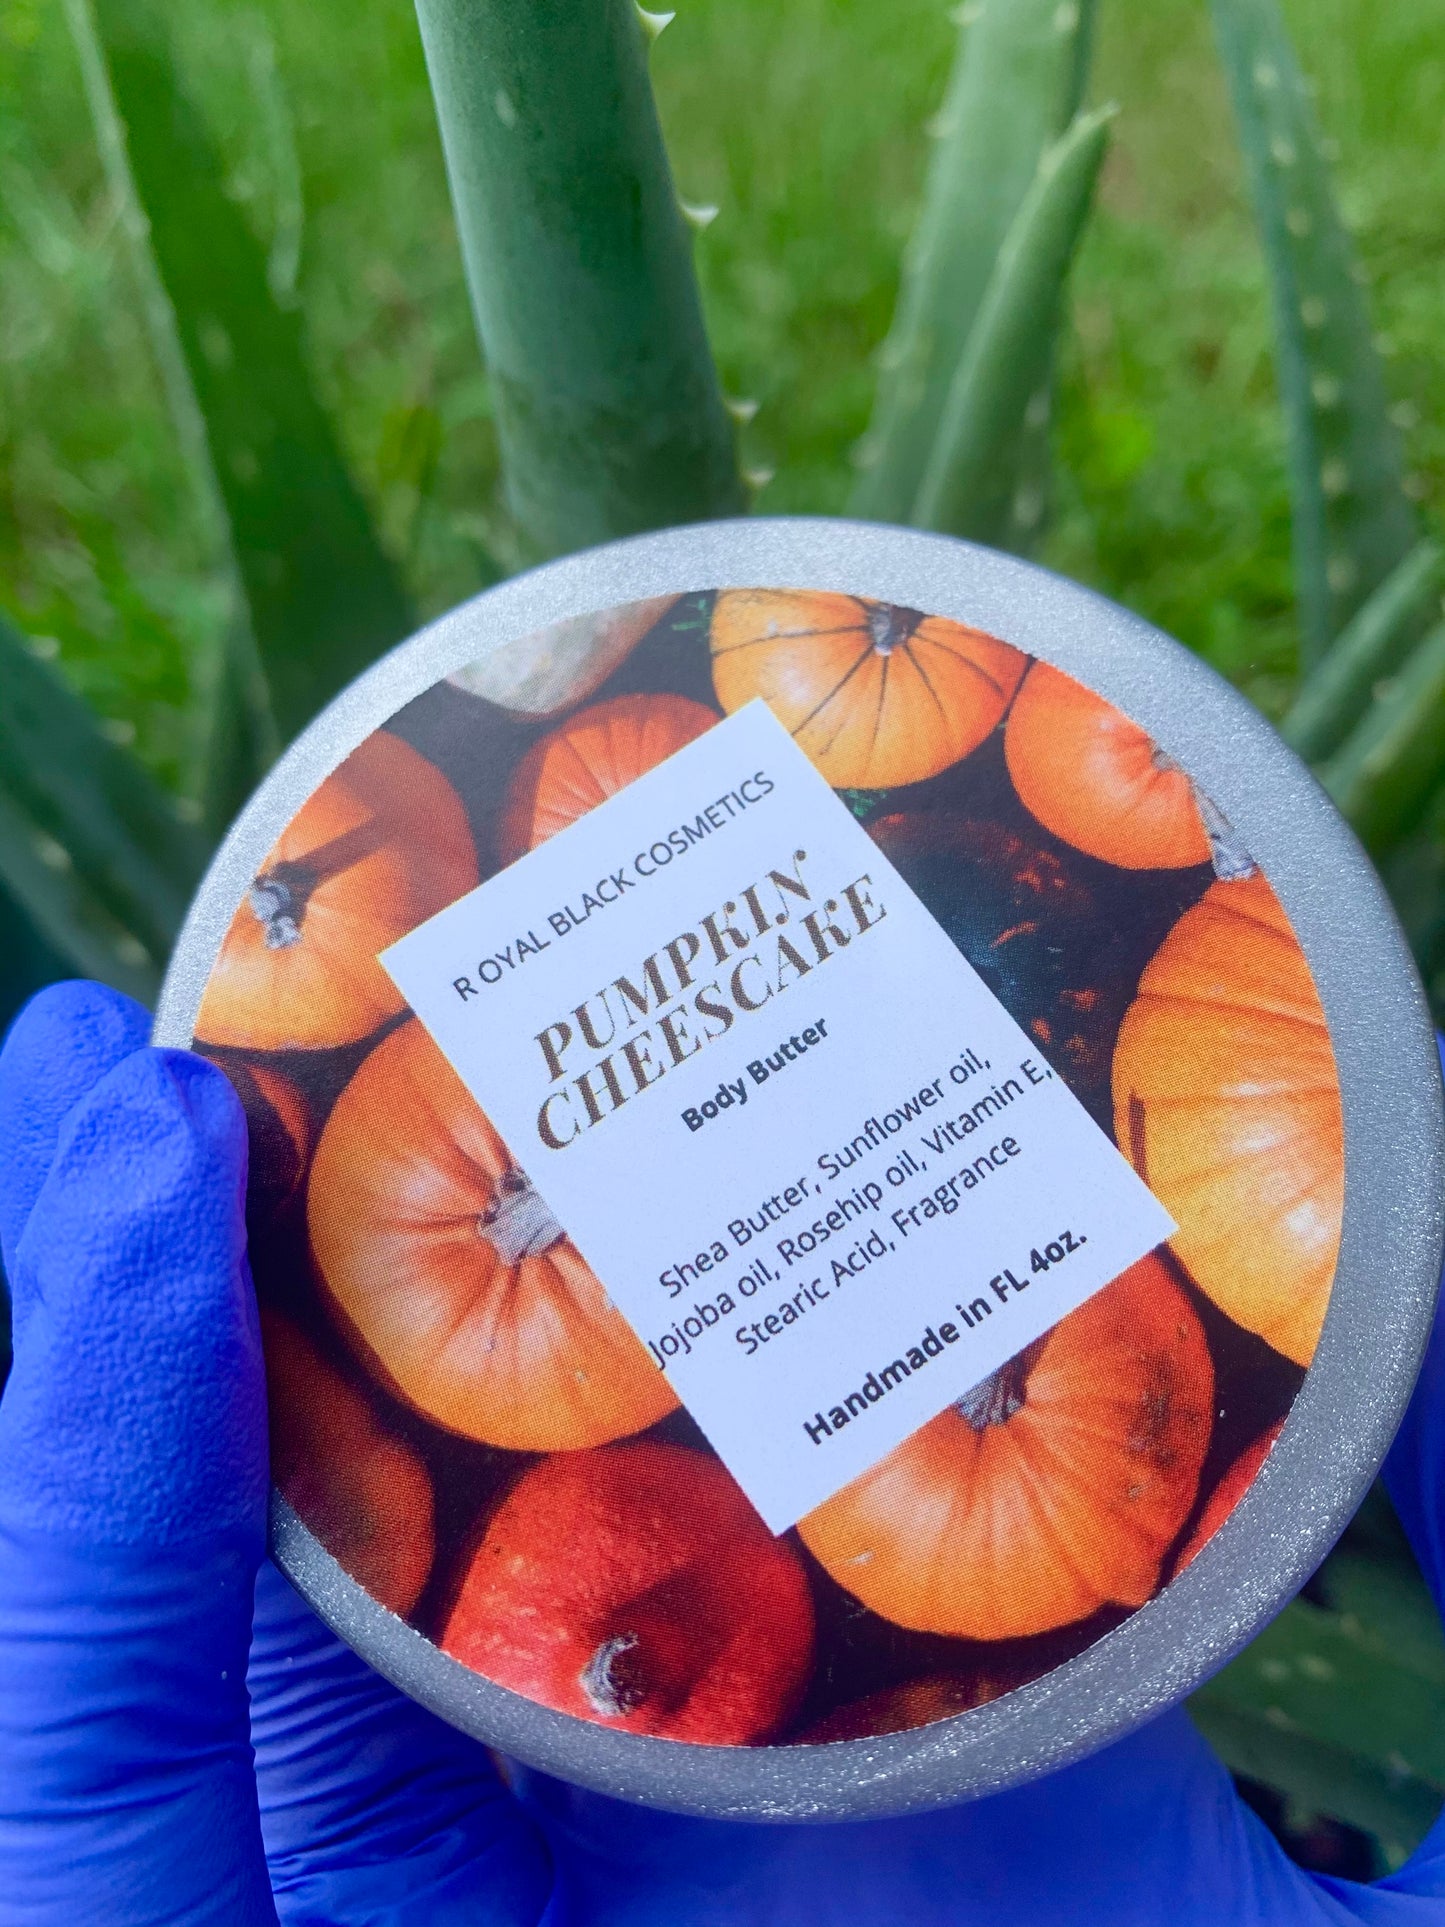 R OYAL BLACK COSMETICS
PUMPKIN
CHEESCAKE
Body Butter
Shea Butter, Sunflower oil,
Jojoba oil, Rosehip oil, Vitamin E,
Stearic Acid, Fragrance
Handmade in FL 4oz.